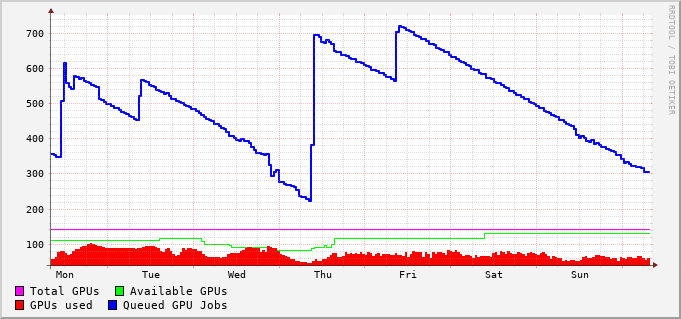 700
600
500
400
300
200
100
Mon Tue Wed Thu Fri Sat Sun
Total GPUs Available GPUs
GPUs used Queued GPU Jobs
RRDTOOL / TOBI OETIKER